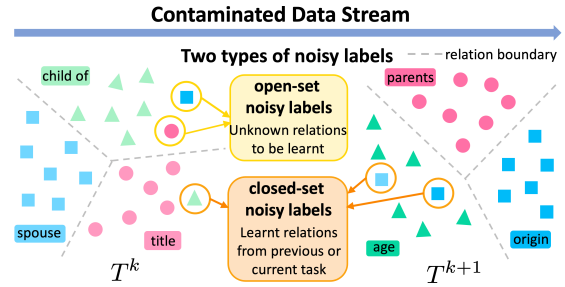 Contaminated Data Stream
Two types of noisy labels
relation boundary
child of
parents
open-set
noisy labels
Unknown relations
to be learnt
closed-set
noisy labels
Learnt relations
from previous or
current task
spouse
title
age
origin
T^k
T^{k+1}